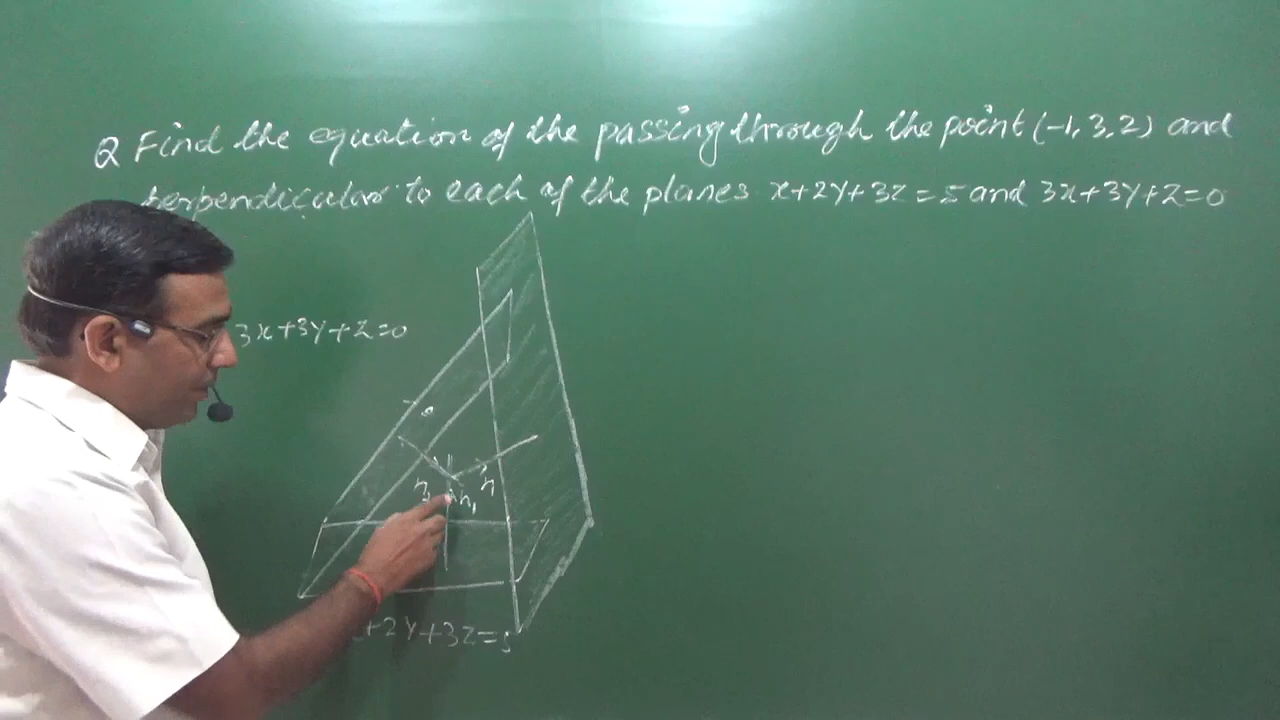 Q Find the equation of the passing through the point (-1, 3, 2) and
perpendicular to each of the planes x+2y+3z=5 and 3x+3y+z=0
3x+3y+z=0
n
n₁
+2y+3z=5